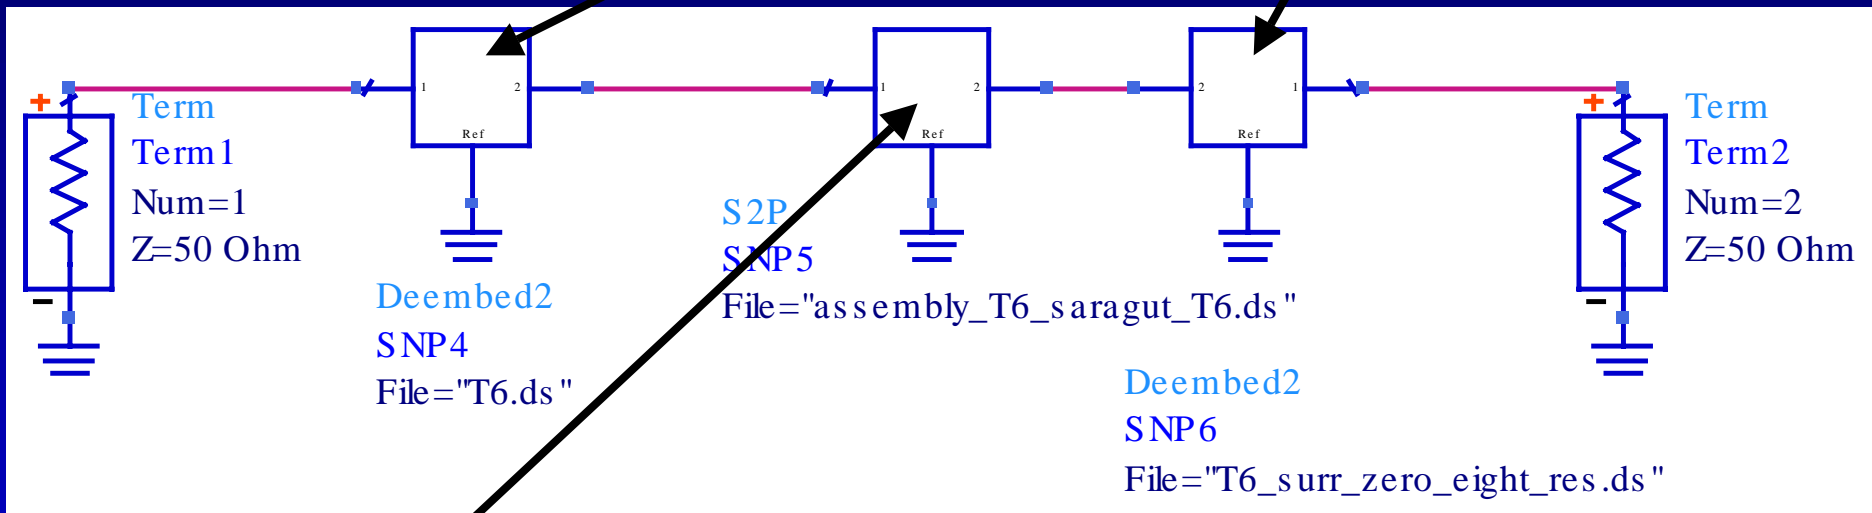 1 2
Ref
1 2
Ref
2 1
Ref
+
Term
Term1
Num=1
Z=50 Ohm
-
Deembed2
SNP4
File="T6.ds"
S2P
SNP5
File="assembly_T6_saragut_T6.ds"
Deembed2
SNP6
File="T6_surr_zero_eight_res.ds"
+
Term
Term2
Num=2
Z=50 Ohm
-